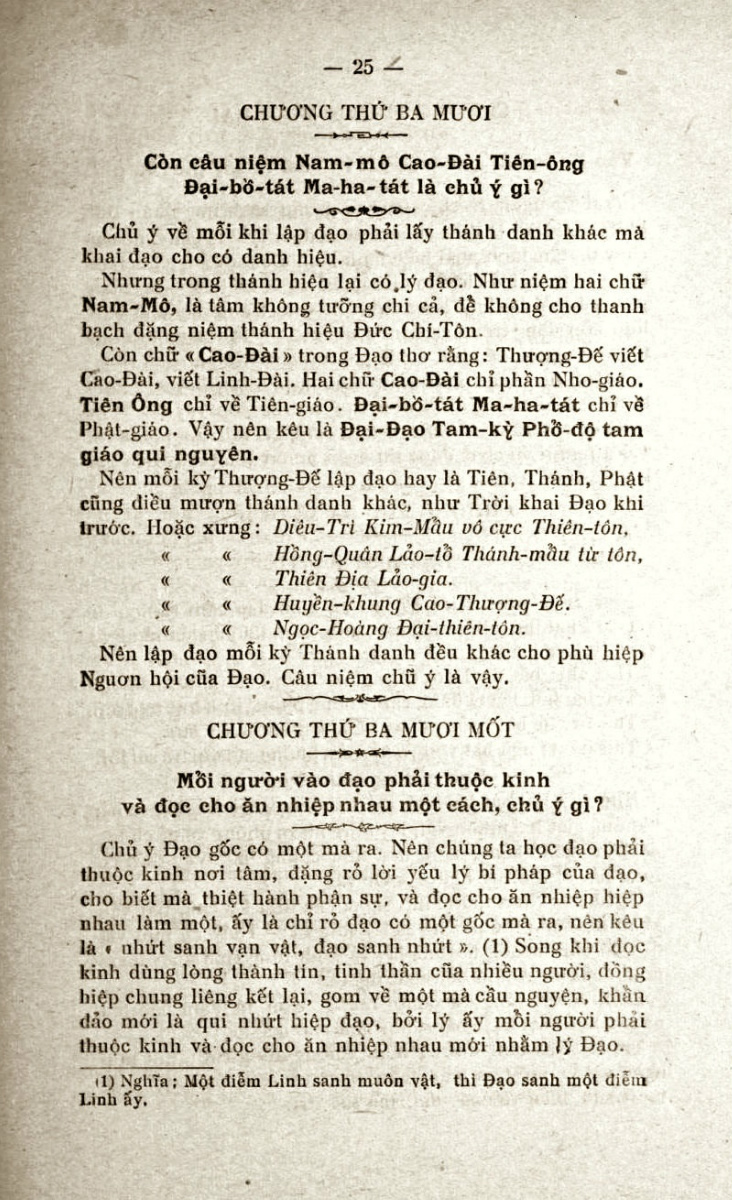 — 25 —
CHƯƠNG THỨ BA MƯƠI
Còn câu niệm Nam-mô Cao-Đài Tiên-ông
Đại-bồ-tát Ma-ha-tát là chủ ý gì?
Chủ ý về mỗi khi lập đạo phải lấy thánh danh khác mà
khai đạo cho có danh hiệu.
Nhưng trong thánh hiệu lại có lý đạo. Như niệm hai chữ
Nam-Mô, là tâm không tưởng chi cả, để không cho thanh
bạch đặng niệm thánh hiệu Đức Chí-Tôn.
Còn chữ « Cao-Đài » trong Đạo thơ rằng: Thượng-Đế viết
Cao-Đài, viết Linh-Đài. Hai chữ Cao-Đài chỉ phần Nho-giáo.
Tiên Ông chỉ về Tiên-giáo. Đại-bồ-tát Ma-ha-tát chỉ về
Phật-giáo. Vậy nên kêu là Đại-Đạo Tam-kỳ Phổ-độ tam
giáo qui nguyên.
Nên mỗi kỳ Thượng-Đế lập đạo hay là Tiên, Thánh, Phật
cũng điều mượn thánh danh khác, như Trời khai Đạo khi
trước. Hoặc xưng: Diêu-Trì Kim-Mầu vô cực Thiên-tôn,
« « Hồng-Quân Lảo-tồ Thánh-mầu từ tôn,
« « Thiên Địa Lảo-gia.
« « Huyền-khung Cao-Thượng-Đế.
« « Ngọc-Hoàng Đại-thiên-tôn.
Nên lập đạo mỗi kỳ Thánh danh đều khác cho phù hiệp
Nguơn hội cũa Đạo. Câu niệm chũ ý là vậy.
CHƯƠNG THỨ BA MƯƠI MỐT
Mồi người vào đạo phải thuộc kinh
và đọc cho ăn nhiệp nhau một cách, chủ ý gì?
Chủ ý Đạo gốc có một mà ra. Nên chúng ta học đạo phải
thuộc kinh nơi tâm, đặng rỏ lời yếu lý bí pháp của đạo,
cho biết mà thiệt hành phận sự, và đọc cho ăn nhiệp hiệp
nhau làm một, ấy là chỉ rỏ đạo có một gốc mà ra, nên kêu
là « nhứt sanh vạn vật, đạo sanh nhứt ». (1) Song khi đọc
kinh dùng lòng thành tín, tinh thần cũa nhiều người, đồng
hiệp chung liêng kết lại, gom về một mà cầu nguyện, khẩn
đảo mới là qui nhứt hiệp đạo, bởi lý ấy mồi người phải
thuộc kinh và đọc cho ăn nhiệp nhau mới nhằm lý Đạo.
(1) Nghĩa: Một điểm Linh sanh muôn vật, thì Đạo sanh một điểm
Linh ấy.